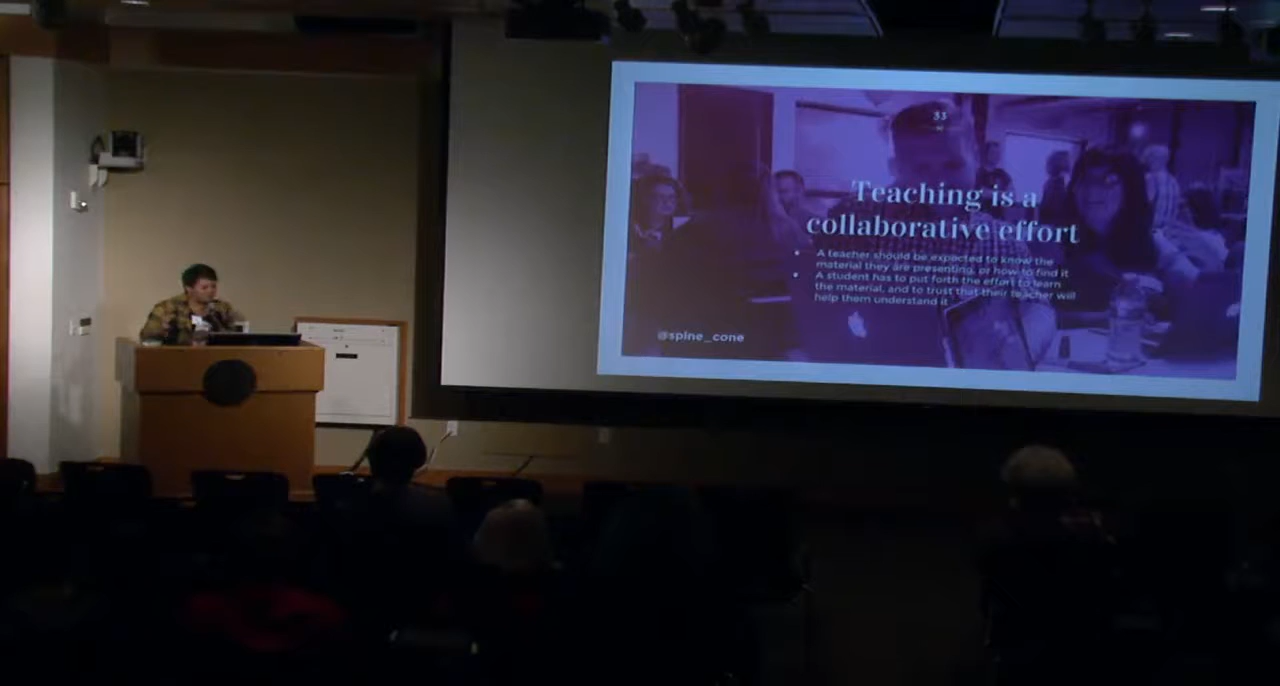 33
Teaching is a
collaborative effort
A teacher should be expected to know the
material they are presenting, or how to find it
A student has to put forth the effort to learn
the material, and to trust that their teacher will
help them understand it
@spine_cone